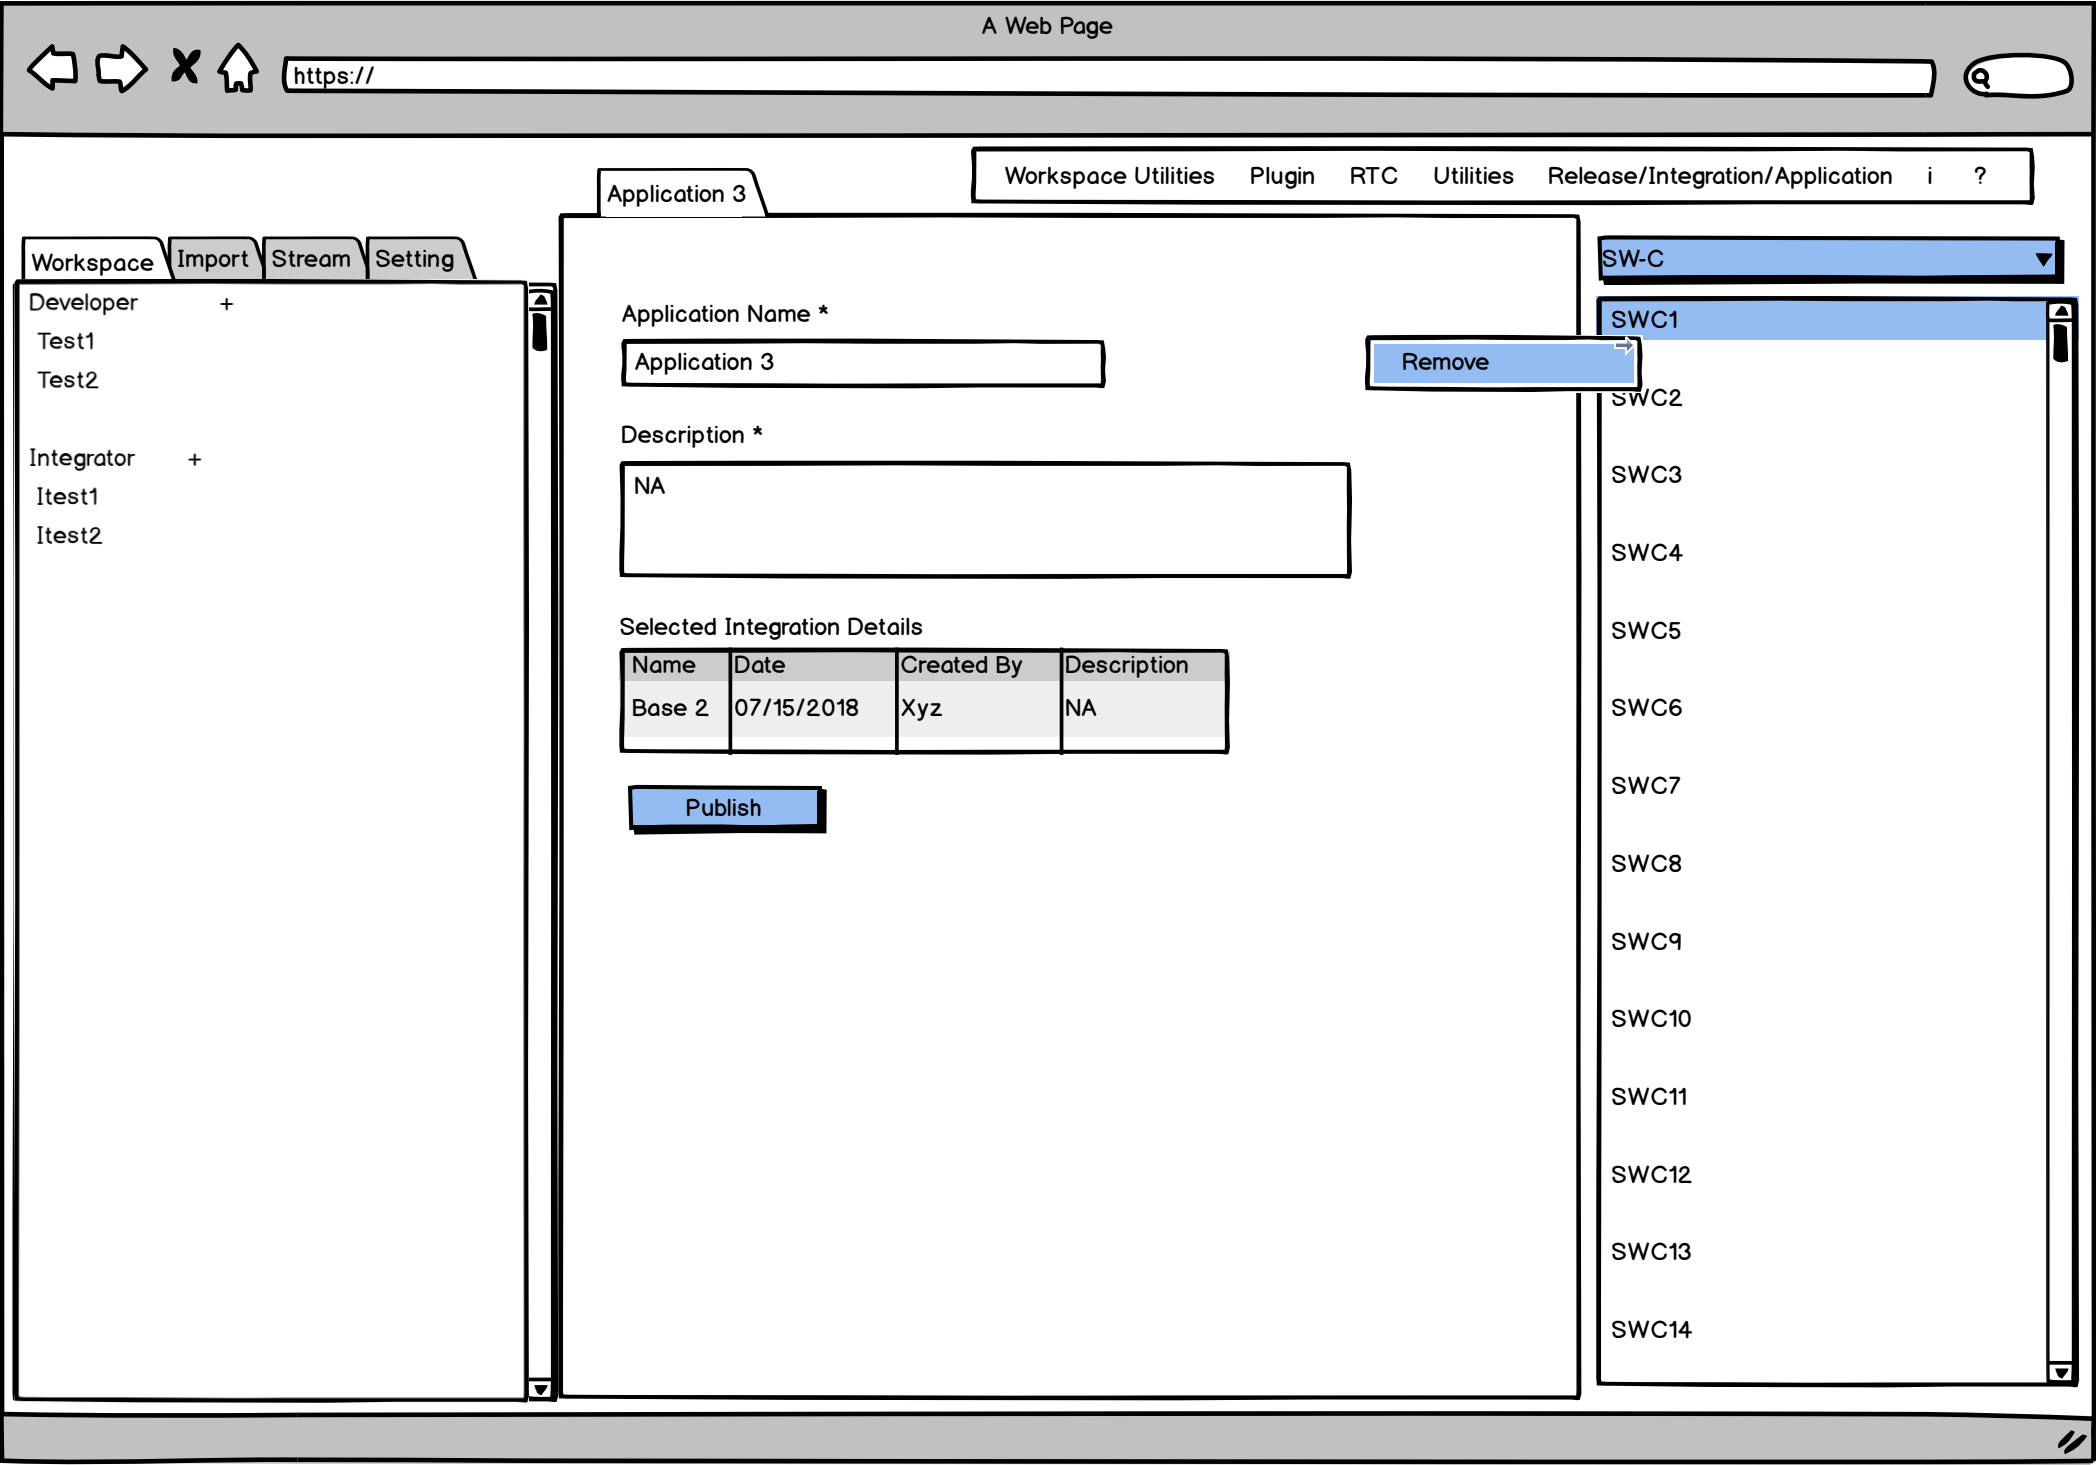 A Web Page
https://
Workspace Utilities Plugin RTC Utilities Release/Integration/Application i ?
Application 3
Workspace Import Stream Setting
Developer +
Test1
Test2
Integrator +
Itest1
Itest2
Application Name *
Application 3
Description *
NA
Selected Integration Details
Name Date Created By Description
Base 2 07/15/2018 Xyz NA
Publish
Remove
SW-C
SWC1
SWC2
SWC3
SWC4
SWC5
SWC6
SWC7
SWC8
SWC9
SWC10
SWC11
SWC12
SWC13
SWC14